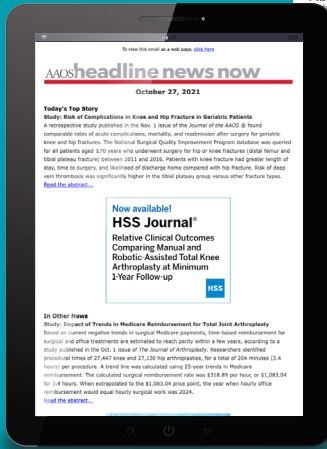 To view this email as a web page, click here
AAOS headline news now
October 27, 2021
Today's Top Story
Study: Risk of Complications in Knee and Hip Fracture in Geriatric Patients
A retrospective study published in the Nov. 1 issue of the Journal of the AAOS ® found
comparable rates of acute complications, mortality, and readmission after surgery for geriatric
knee and hip fractures. The National Surgical Quality Improvement Program database was queried
for all patients aged ≥70 years who underwent surgery for hip or knee fractures (distal femur and
tibial plateau fracture) between 2011 and 2016. Patients with knee fracture had greater length of
stay, time to surgery, and likelihood of discharge home compared with hip fracture. Risk of deep
vein thrombosis was significantly higher in the tibial plateau group versus other fracture types.
Read the abstract...
Now available!
HSS Journal®
Relative Clinical Outcomes
Comparing Manual and
Robotic-Assisted Total Knee
Arthroplasty at Minimum
1-Year Follow-up
HSS
In Other News
Study: Impact of Trends in Medicare Reimbursement for Total Joint Arthroplasty
Based on current negative trends in surgical Medicare payments, time-based reimbursement for
surgical and office treatments are estimated to reach parity within a few years, according to a
study published in the Oct. 1 issue of The Journal of Arthroplasty. Researchers identified
procedural times of 27,447 knee and 27,130 hip arthroplasties, for a total of 204 minutes (3.4
hours) per procedure. A trend line was calculated using 25-year trends in Medicare
reimbursement. The calculated surgical reimbursement rate was $318.89 per hour, or $1,083.04
for 3.4 hours. When extrapolated to the $1,083.04 price point, the year when hourly office
reimbursement would equal hourly surgical work was 2024.
Read the abstract...